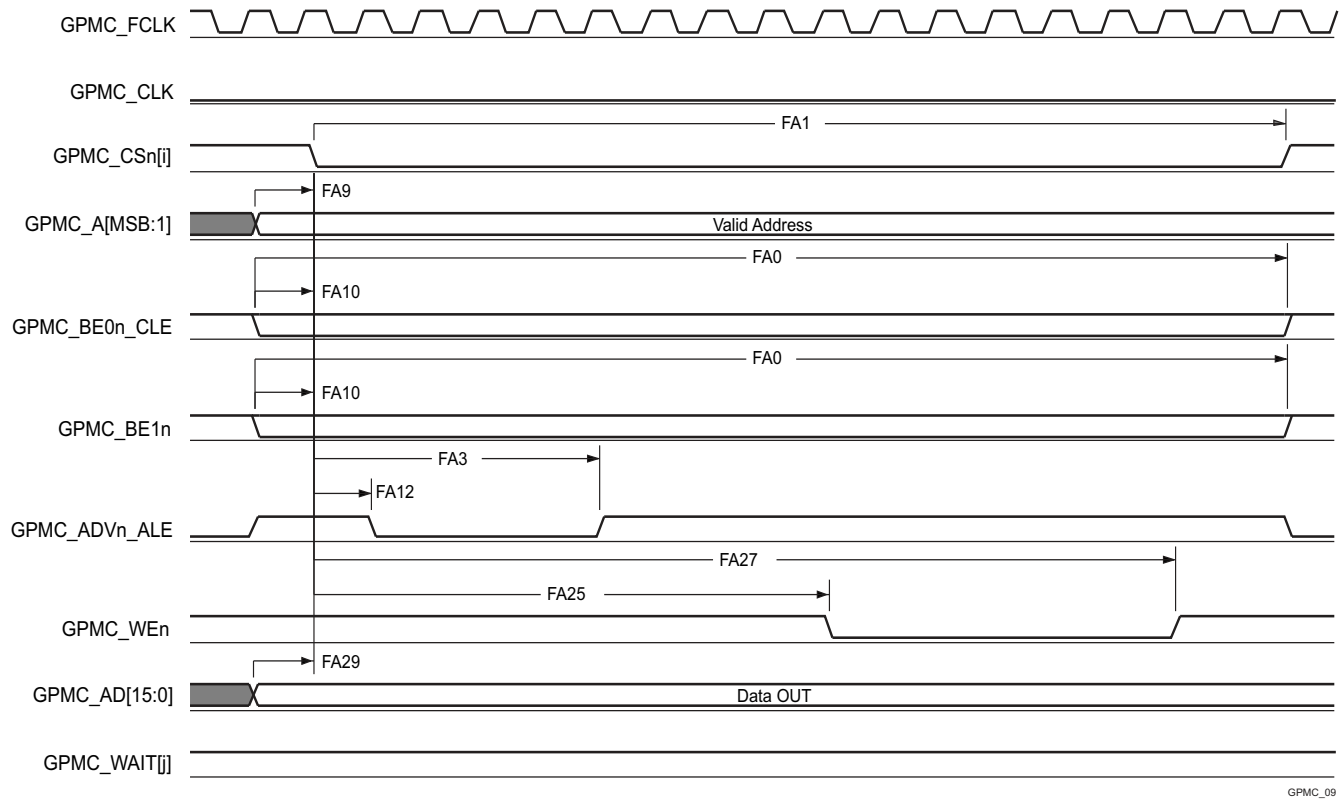 GPMC_FCLK
GPMC_CLK
FA1
GPMC_CSn[i]
FA9
GPMC_A[MSB:1]
Valid Address
FA0
FA10
GPMC_BE0n_CLE
FA0
FA10
GPMC_BE1n
FA3
FA12
GPMC_ADVn_ALE
FA27
FA25
GPMC_WEn
FA29
GPMC_AD[15:0]
Data OUT
GPMC_WAIT[j]
GPMC_09